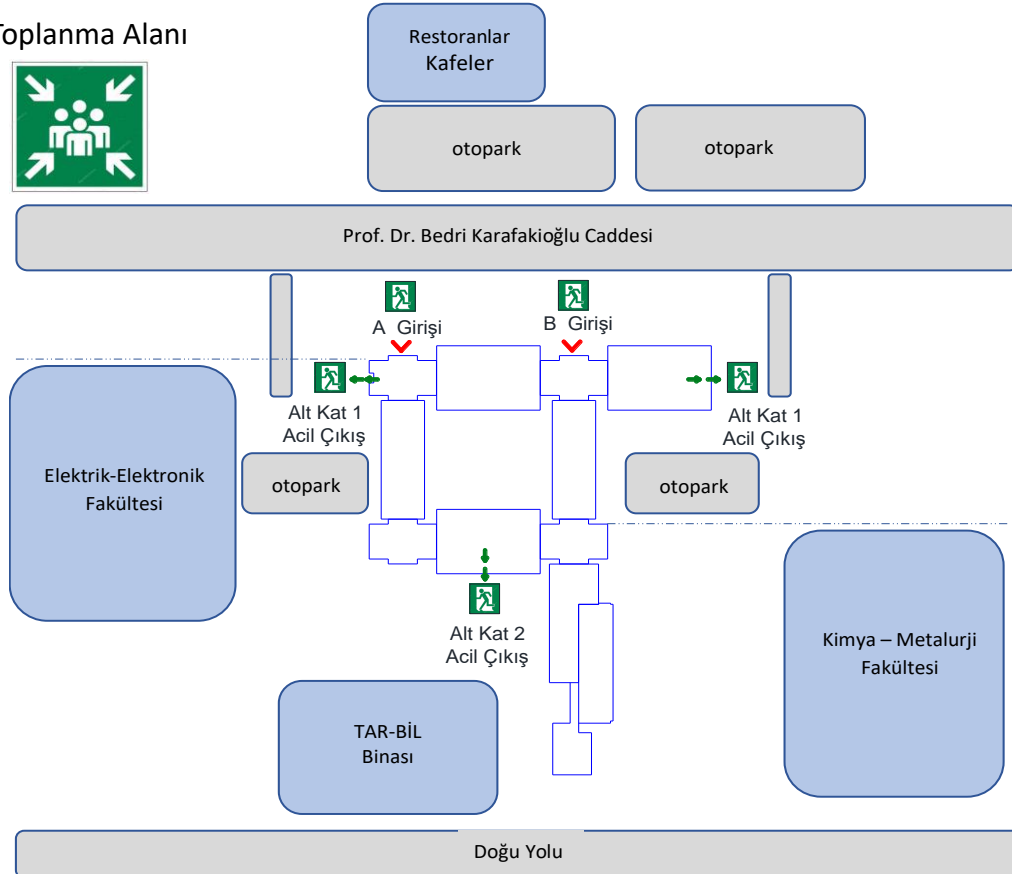 Toplanma Alanı
Restoranlar
Kafeler
otopark
otopark
Prof. Dr. Bedri Karafakioğlu Caddesi
A Girişi
B Girişi
Alt Kat 1
Acil Çıkış
Alt Kat 1
Acil Çıkış
Elektrik-Elektronik
Fakültesi
otopark
otopark
Alt Kat 2
Acil Çıkış
Kimya – Metalurji
Fakültesi
TAR-BİL
Binası
Doğu Yolu